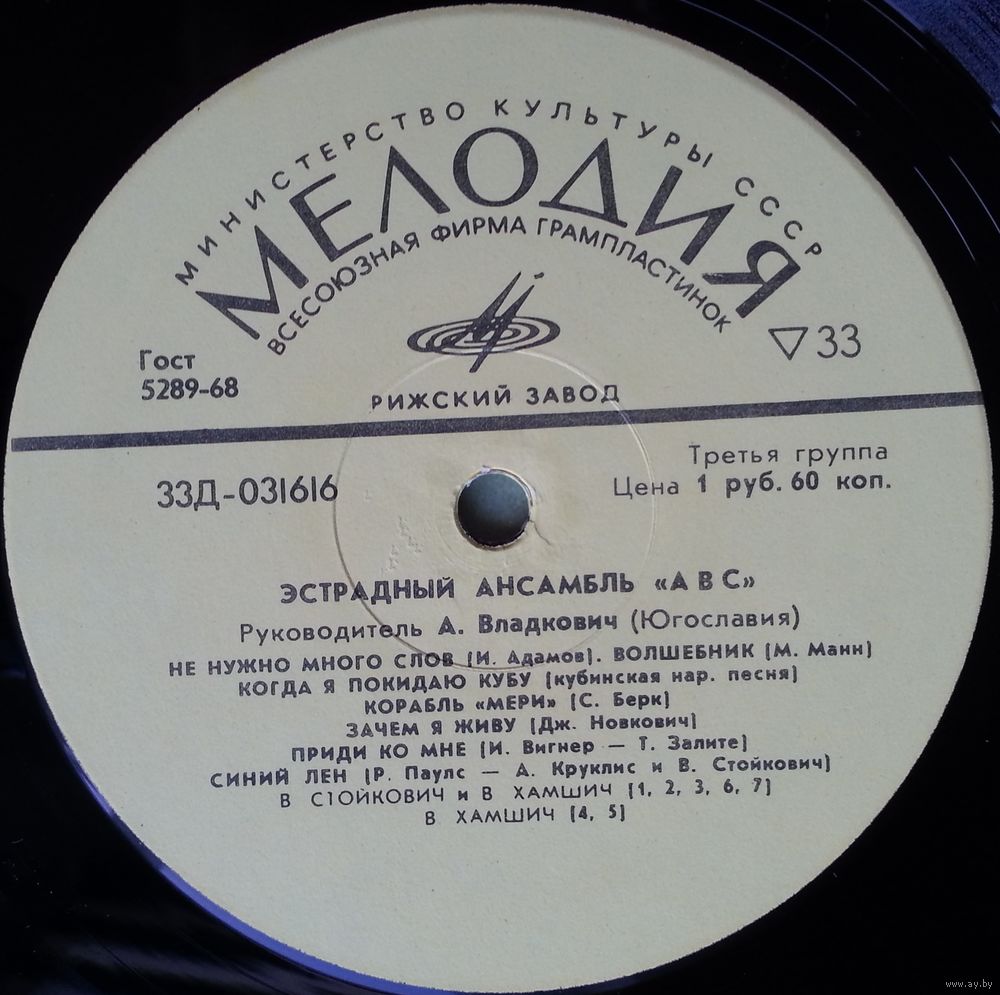 МИНИСТЕРСТВО КУЛЬТУРЫ СССР
МЕЛОДИЯ
ВСЕСОЮЗНАЯ ФИРМА ГРАМПЛАСТИНОК
33
Гост
5289-68
РИЖСКИЙ ЗАВОД
Третья группа
33Д-031616
Цена 1 руб. 60 коп.
ЭСТРАДНЫЙ АНСАМБЛЬ «А В С»
Руководитель А. Владкович (Югославия)
НЕ НУЖНО МНОГО СЛОВ [И. Адамов]. ВОЛШЕБНИК [М. Манн]
КОГДА Я ПОКИДАЮ КУБУ [кубинская нар. песня]
КОРАБЛЬ «МЕРИ» [С. Берк]
ЗАЧЕМ Я ЖИВУ [Дж. Новкович]
ПРИДИ КО МНЕ [И. Вигнер — Т. Залите]
СИНИЙ ЛЕН [Р. Паулс — А. Круклис и В. Стойкович]
В СТОЙКОВИЧ и В ХАМШИЧ [1, 2, 3, 6, 7]
В ХАМШИЧ [4, 5]
www.ay.by